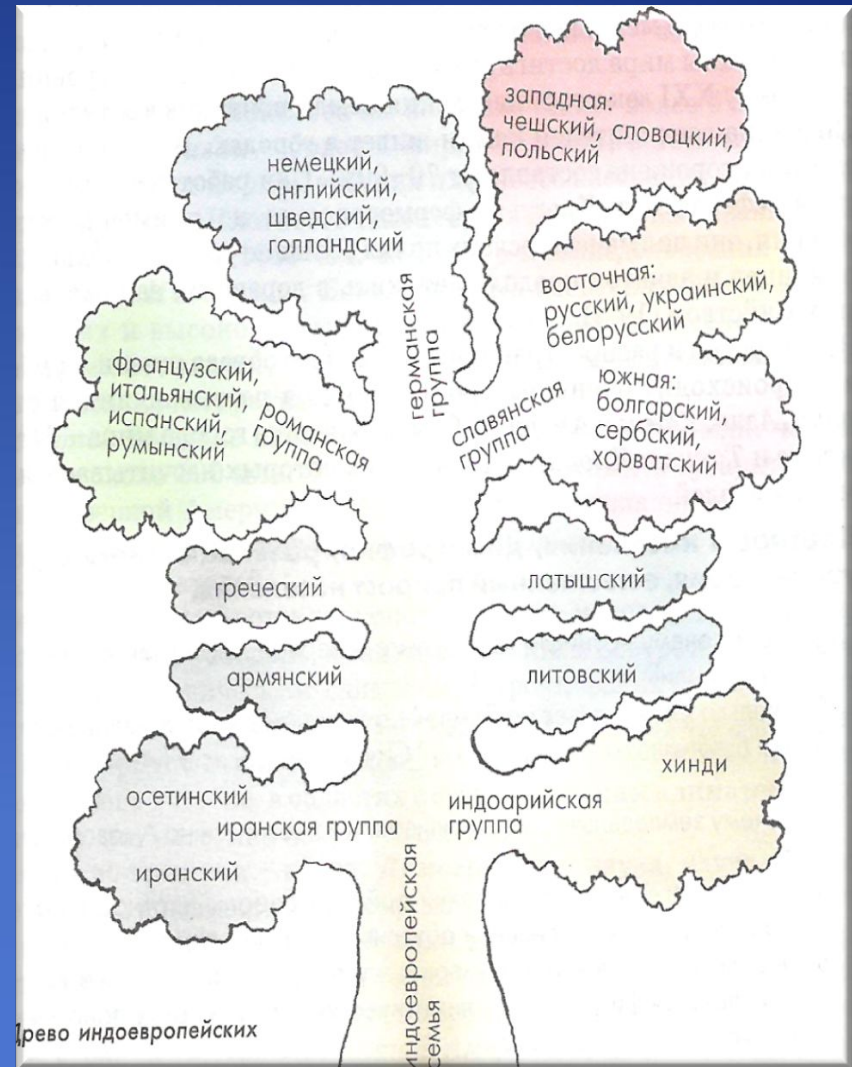 западная:
чешский, словацкий,
польский
немецкий,
английский,
шведский,
голландский
восточная:
русский, украинский,
белорусский
германская
группа
французский,
итальянский,
испанский,
румынский
романская
группа
славянская
группа
южная:
болгарский,
сербский,
хорватский
греческий
латышский
армянский
литовский
осетинский
иранская группа
иранский
индоарийская
группа
хинди
индоевропейская
семья
Древо индоевропейских